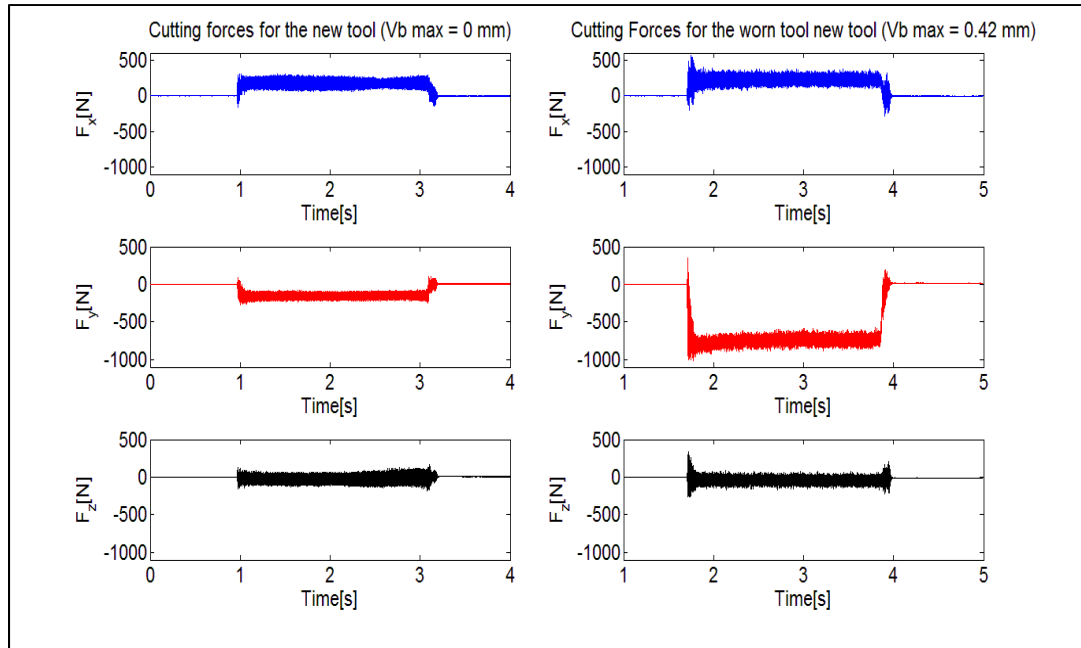 Cutting forces for the new tool (Vb max = 0 mm)
Cutting Forces for the worn tool new tool (Vb max = 0.42 mm)
500
0
-500
-1000
F_x[N]
0 1 2 3 4
Time[s]
500
0
-500
-1000
F_x[N]
1 2 3 4 5
Time[s]
500
0
-500
-1000
F_y[N]
0 1 2 3 4
Time[s]
500
0
-500
-1000
F_y[N]
1 2 3 4 5
Time[s]
500
0
-500
-1000
F_z[N]
0 1 2 3 4
Time[s]
500
0
-500
-1000
F_z[N]
1 2 3 4 5
Time[s]